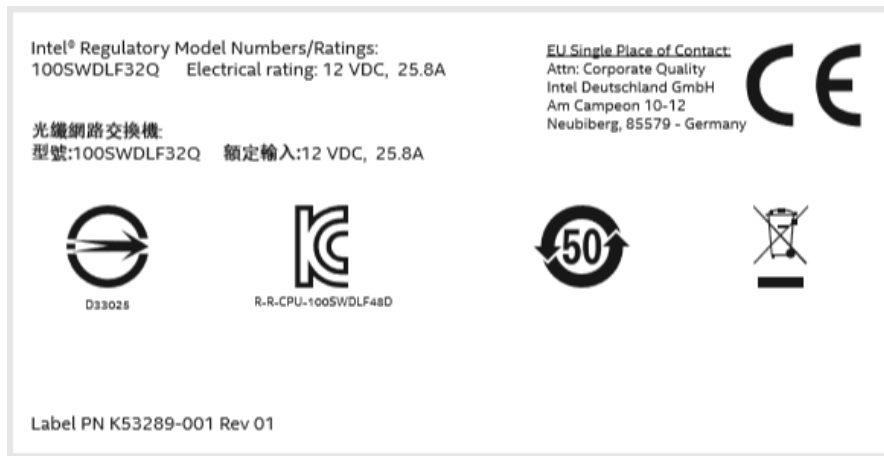 Intel® Regulatory Model Numbers/Ratings:
100SWDLF32Q Electrical rating: 12 VDC, 25.8A
光纖網路交換機:
型號:100SWDLF32Q 額定輸入:12 VDC, 25.8A
EU Single Place of Contact:
Attn: Corporate Quality
Intel Deutschland GmbH
Am Campeon 10-12
Neubiberg, 85579 - Germany
CE
D33025
KC
R-R-CPU-100SWDLF48D
50
Label PN K53289-001 Rev 01